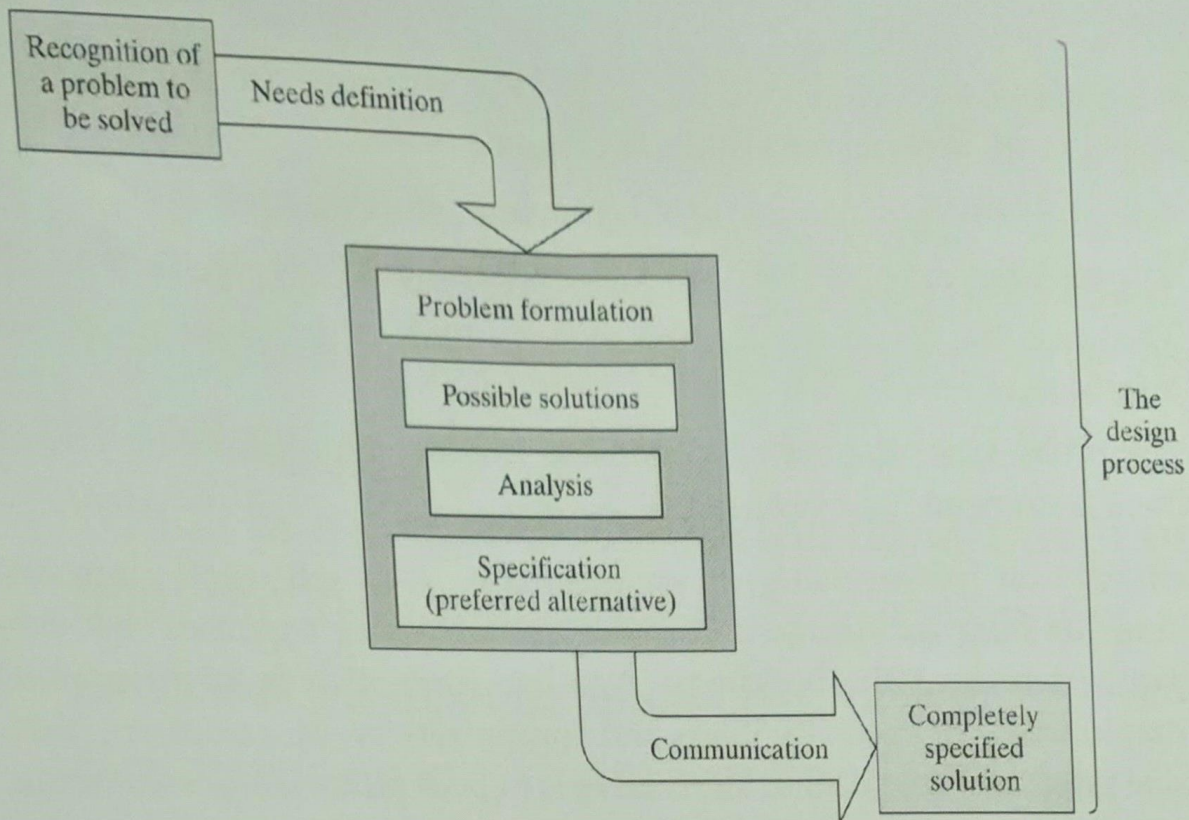 Recognition of
a problem to
be solved
Needs definition
Problem formulation
Possible solutions
Analysis
Specification
(preferred alternative)
Communication
Completely
specified
solution
The
design
process